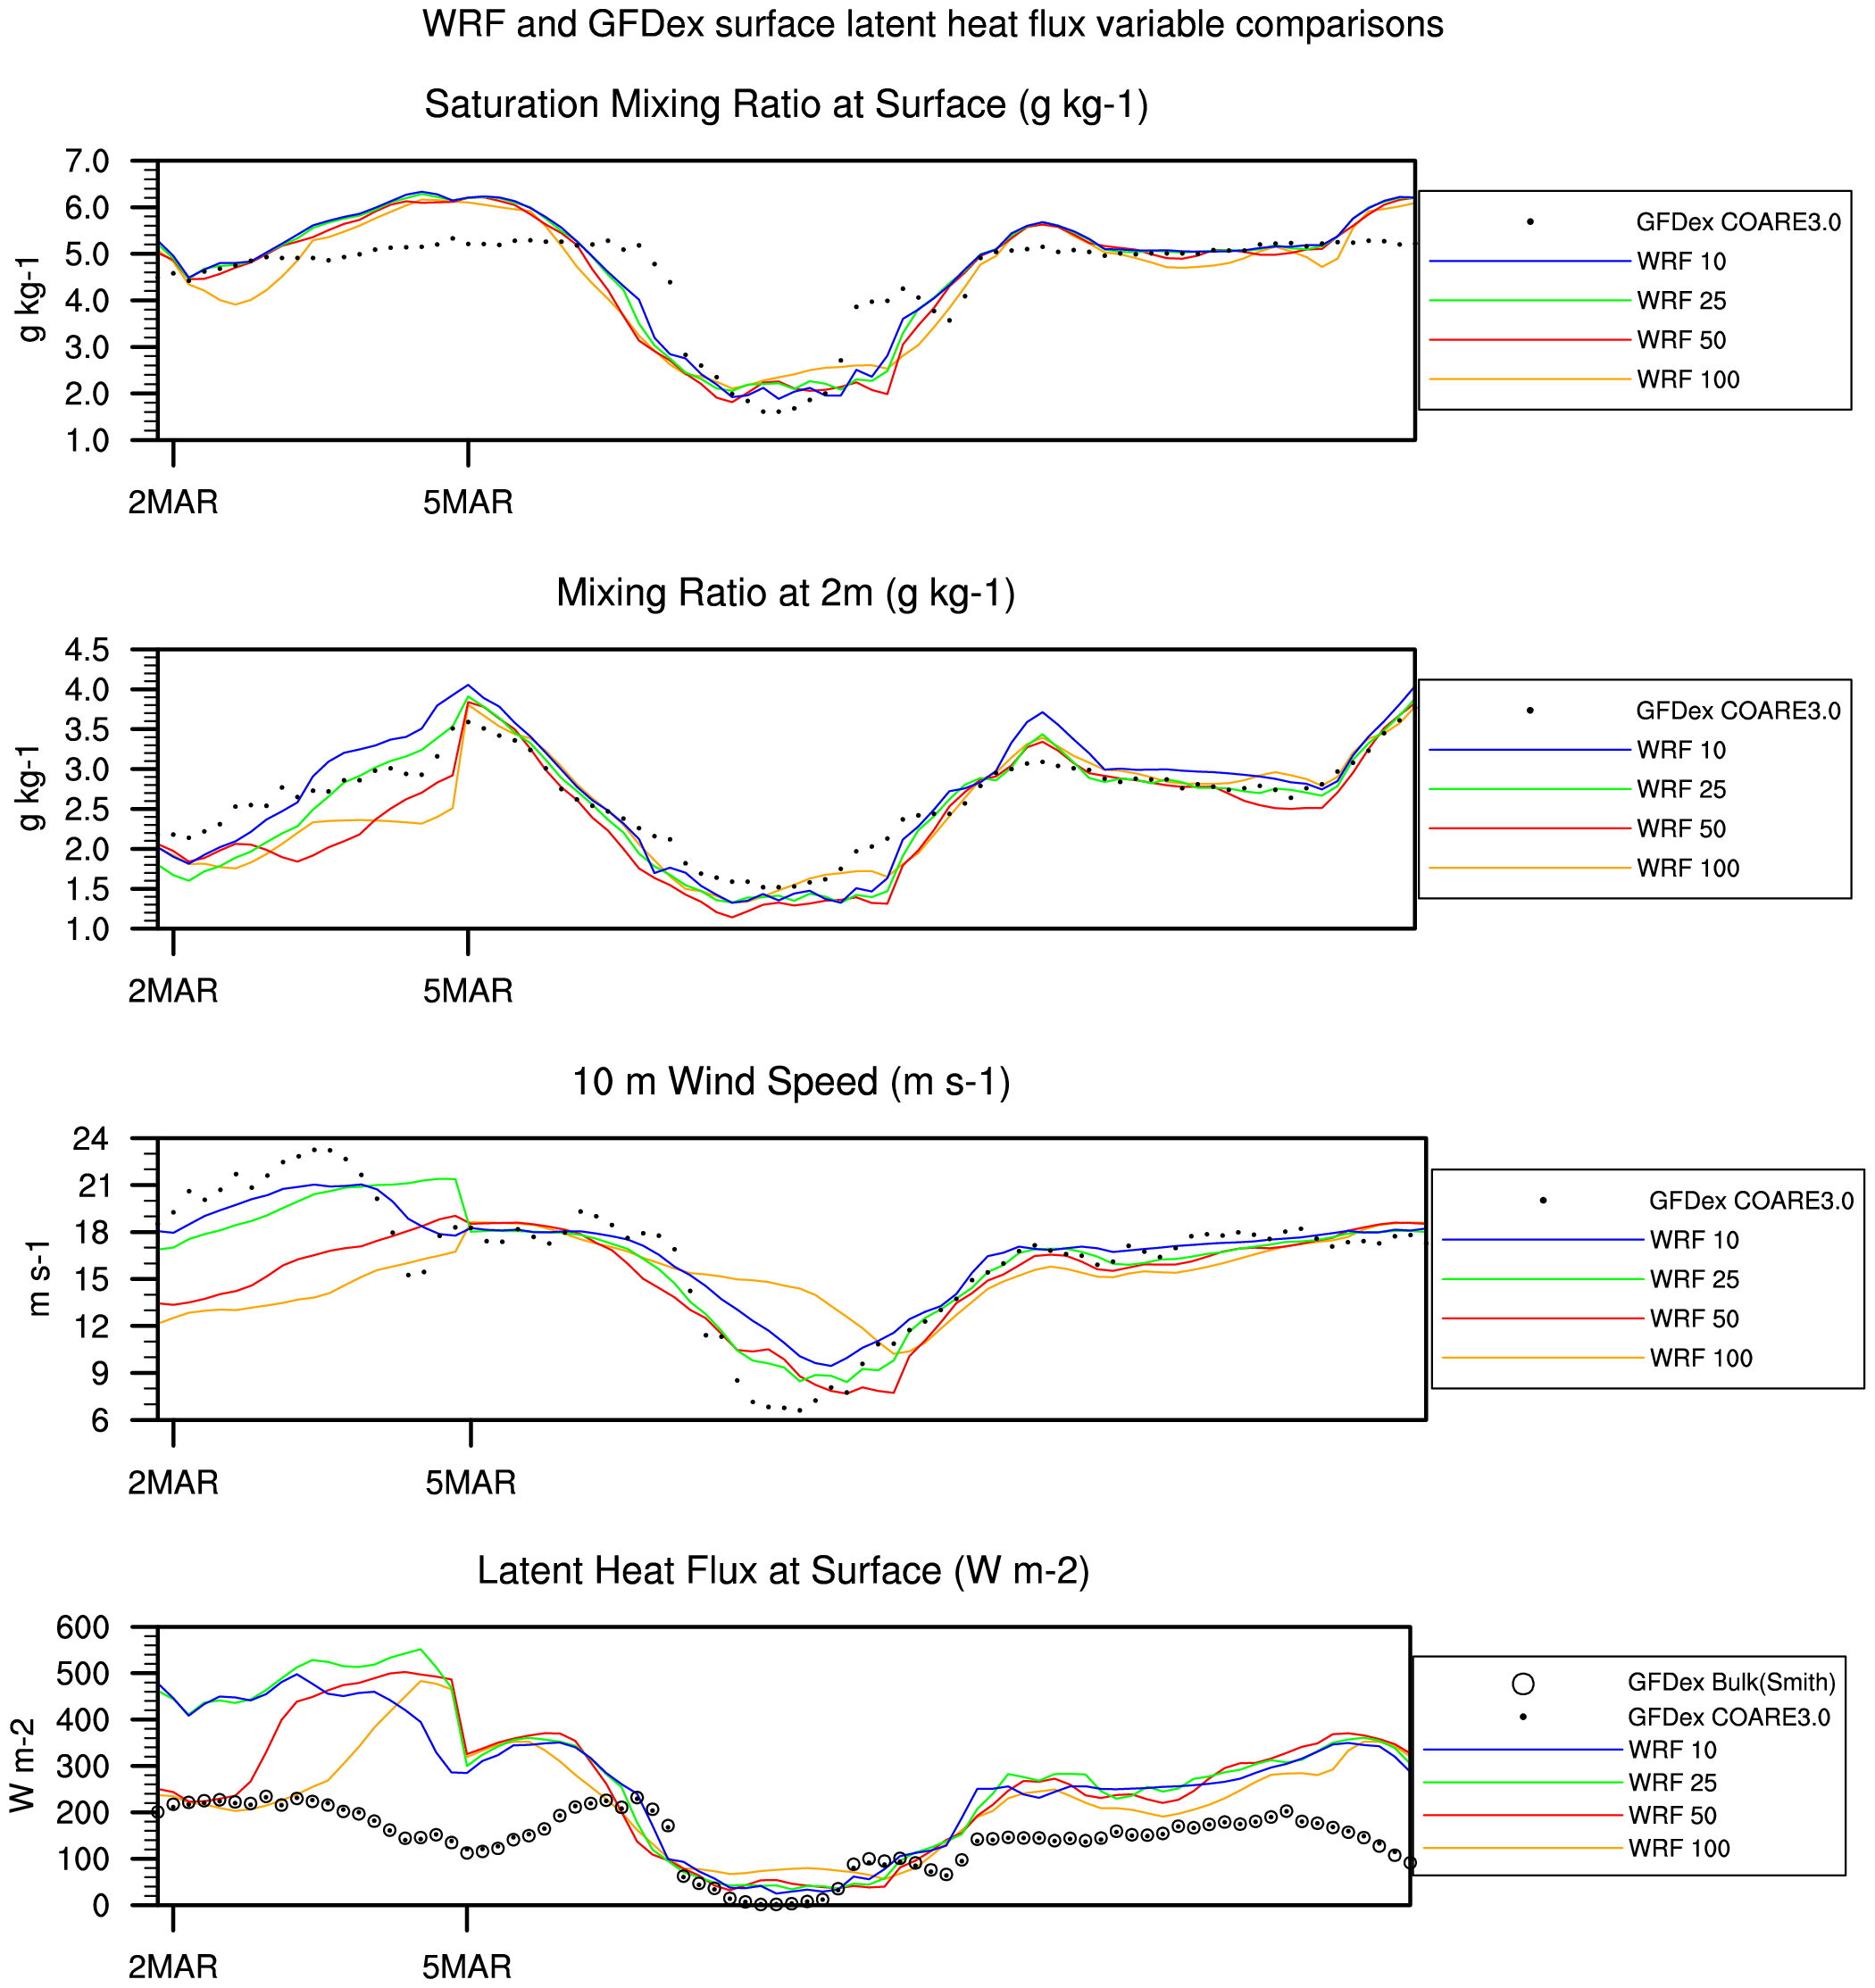 WRF and GFDex surface latent heat flux variable comparisons
Saturation Mixing Ratio at Surface (g kg-1)
7.0
6.0
5.0
4.0
3.0
2.0
1.0
g kg-1
2MAR
5MAR
GFDex COARE3.0
WRF 10
WRF 25
WRF 50
WRF 100
Mixing Ratio at 2m (g kg-1)
4.5
4.0
3.5
3.0
2.5
2.0
1.5
1.0
g kg-1
2MAR
5MAR
GFDex COARE3.0
WRF 10
WRF 25
WRF 50
WRF 100
10 m Wind Speed (m s-1)
24
21
18
15
12
9
6
m s-1
2MAR
5MAR
GFDex COARE3.0
WRF 10
WRF 25
WRF 50
WRF 100
Latent Heat Flux at Surface (W m-2)
600
500
400
300
200
100
0
W m-2
2MAR
5MAR
GFDex Bulk(Smith)
GFDex COARE3.0
WRF 10
WRF 25
WRF 50
WRF 100